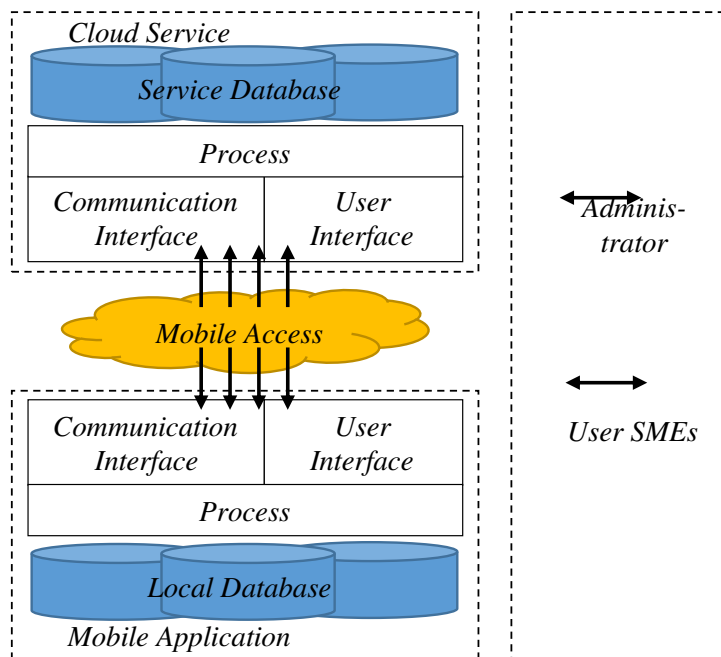 Cloud Service
Service Database
Process
Communication
Interface
User
Interface
Mobile Access
Communication
Interface
User
Interface
Process
Local Database
Mobile Application
Adminis-
trator
User SMEs